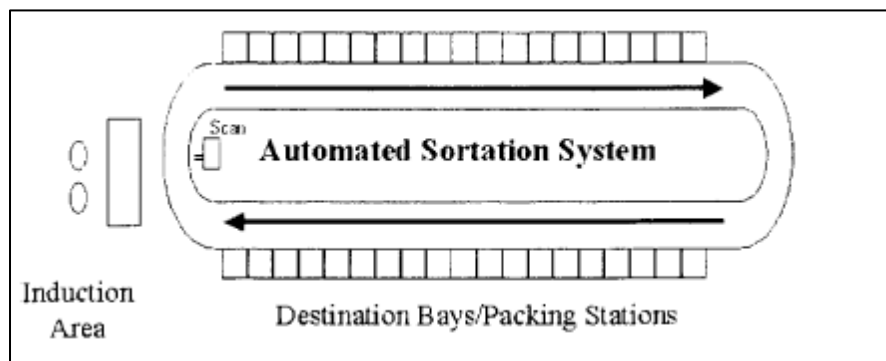 Scan
Automated Sortation System
Induction
Area
Destination Bays/Packing Stations